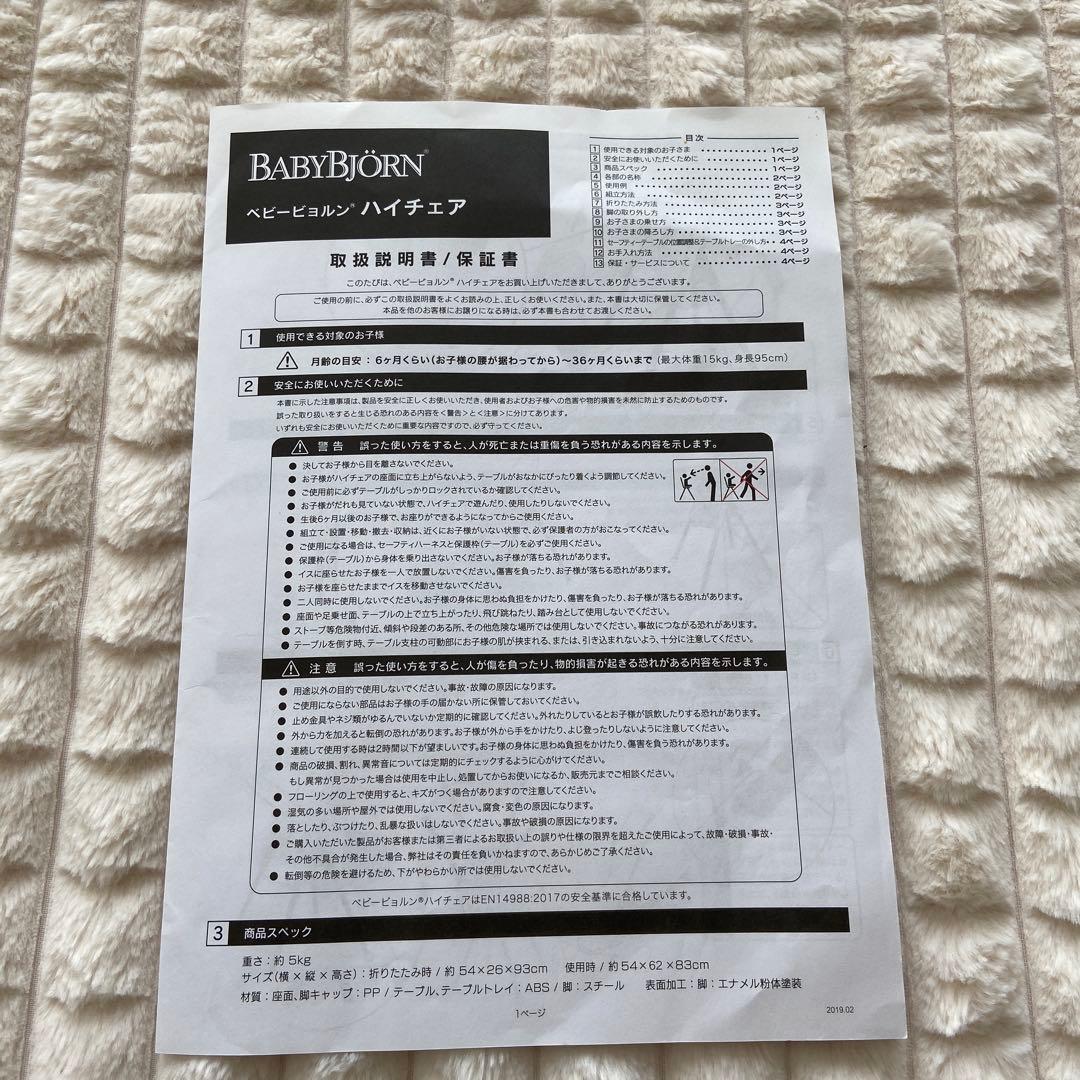 BABYBJÖRN®
ベビービョルン® ハイチェア
取扱説明書/保証書
目次
1 使用できる対象のお子さま ・・・・・・・・・・ 1ページ
2 安全にお使いいただくために ・・・・・・・・・・ 1ページ
3 商品スペック ・・・・・・・・・・・・・・・ 1ページ
4 各部の名称 ・・・・・・・・・・・・・・・・ 2ページ
5 使用例 ・・・・・・・・・・・・・・・・・・ 2ページ
6 組立方法 ・・・・・・・・・・・・・・・・・ 2ページ
7 折りたたみ方法 ・・・・・・・・・・・・・・ 3ページ
8 脚の取り外し方 ・・・・・・・・・・・・・・ 3ページ
9 お子さまの乗せ方 ・・・・・・・・・・・・・ 3ページ
10 お子さまの降ろし方 ・・・・・・・・・・・・ 3ページ
11 セーフティーテーブルの位置調整&テーブルトレーの外し方・・ 4ページ
12 お手入れ方法 ・・・・・・・・・・・・・・・ 4ページ
13 保証・サービスについて ・・・・・・・・・・・ 4ページ
このたびは、ベビービョルン® ハイチェアをお買い上げいただきまして、ありがとうございます。
ご使用の前に、必ずこの取扱説明書をよくお読みの上、正しくお使いください。また、本書は大切に保管してください。
本品を他のお客様にお譲りになる時は、必ず本書も合わせてお渡しください。
1 使用できる対象のお子様
月齢の目安 : 6ヶ月くらい(お子様の腰が据わってから)〜36ヶ月くらいまで (最大体重15kg、身長95cm)
2 安全にお使いいただくために
本書に示した注意事項は、製品を安全に正しくお使いいただき、使用者およびお子様への危害や物的損害を未然に防止するためのものです。
誤った取り扱いをすると生じる恐れのある内容を<警告>とく注意>に分けてあります。
いずれも安全にお使いいただくために重要な内容ですので、必ず守ってください。
警告 誤った使い方をすると、人が死亡または重傷を負う恐れがある内容を示します。
● 決してお子様から目を離さないでください。
● お子様がハイチェアの座面に立ち上がらないよう、テーブルがおなかにぴったり着くよう調節してください。
● ご使用前に必ずテーブルがしっかりロックされているか確認してください。
● お子様がだれも見ていない状態で、ハイチェアで遊んだり、使用したりしないでください。
● 生後6ヶ月以後のお子様で、お座りができるようになってからご使用ください。
● 組立て・設置・移動・撤去・収納は、近くにお子様がいない状態で、必ず保護者の方がおこなってください。
● ご使用になる場合は、セーフティハーネスと保護枠(テーブル)を必ずご使用ください。
● 保護枠(テーブル)から身体を乗り出さないでください。お子様が落ちる恐れがあります。
● イスに座らせたお子様を一人で放置しないでください。傷害を負ったり、お子様が落ちる恐れがあります。
● お子様を座らせたままでイスを移動させないでください。
● 二人同時に使用しないでください。お子様の身体に思わぬ負担をかけたり、傷害を負ったり、お子様が落ちる恐れがあります。
● 座面や足乗せ面、テーブルの上で立ち上がったり、飛び跳ねたり、踏み台として使用しないでください。
● ストーブ等危険物付近、傾斜や段差のある所、その他危険な場所では使用しないでください。事故につながる恐れがあります。
● テーブルを倒す時、テーブル支柱の可動部にお子様の肌が挟まれる、または、引き込まれないよう、十分に注意してください。
注意 誤った使い方をすると、人が傷を負ったり、物的損害が起きる恐れがある内容を示します。
● 用途以外の目的で使用しないでください。事故・故障の原因になります。
● ご使用にならない部品はお子様の手の届かない所に保管しておいてください。
● 止め金具やネジ類がゆるんでいないか定期的に確認してください。外れたりしているとお子様が誤飲したりする恐れがあります。
● 外から力を加えると転倒の恐れがあります。お子様が外から手をかけたり、よじ登ったりしないように注意してください。
● 連続して使用する時は2時間以下が望ましいです。お子様の身体に思わぬ負担をかけたり、傷害を負う恐れがあります。
● 商品の破損、割れ、異常音については定期的にチェックするように心がけてください。
もし異常が見つかった場合は使用を中止し、処置してからお使いになるか、販売元までご相談ください。
● フローリングの上で使用すると、キズがつく場合がありますので注意してください。
● 湿気の多い場所や屋外では使用しないでください。腐食・変色の原因になります。
● 落としたり、ぶつけたり、乱暴な扱いはしないでください。事故や破損の原因になります。
● ご購入いただいた製品がお客様または第三者によるお取扱い上の誤りや仕様の限界を超えたご使用によって、故障・破損・事故・
その他不具合が発生した場合、弊社はその責任を負いかねますので、あらかじめご了承ください。
● 転倒等の危険を避けるため、下がやわらかい所では使用しないでください。
ベビービョルン®ハイチェアはEN14988:2017の安全基準に合格しています。
3 商品スペック
重さ : 約 5kg
サイズ(横×縦×高さ) : 折りたたみ時 / 約 54×26×93cm 使用時 / 約 54×62×83cm
材質 : 座面、脚キャップ : PP / テーブル、テーブルトレイ : ABS / 脚 : スチール 表面加工 : 脚 : エナメル粉体塗装
1ページ
2019.02